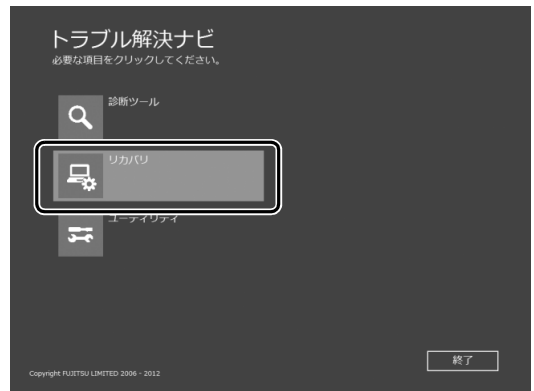 トラブル解決ナビ
必要な項目をクリックしてください。
診断ツール
リカバリ
ユーティリティ
終了
Copyright FUJITSU LIMITED 2006 - 2012